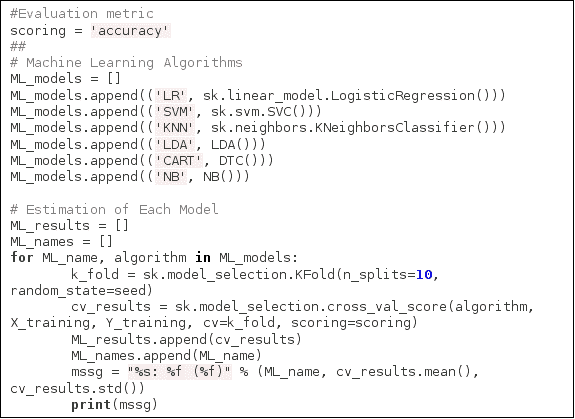 #Evaluation metric
scoring = 'accuracy'
##
# Machine Learning Algorithms
ML_models = []
ML_models.append(('LR', sk.linear_model.LogisticRegression()))
ML_models.append(('SVM', sk.svm.SVC()))
ML_models.append(('KNN', sk.neighbors.KNeighborsClassifier()))
ML_models.append(('LDA', LDA()))
ML_models.append(('CART', DTC()))
ML_models.append(('NB', NB()))

# Estimation of Each Model
ML_results = []
ML_names = []
for ML_name, algorithm in ML_models:
        k_fold = sk.model_selection.KFold(n_splits=10,
random_state=seed)
        cv_results = sk.model_selection.cross_val_score(algorithm,
X_training, Y_training, cv=k_fold, scoring=scoring)
        ML_results.append(cv_results)
        ML_names.append(ML_name)
        mssg = "%s: %f (%f)" % (ML_name, cv_results.mean(),
cv_results.std())
        print(mssg)